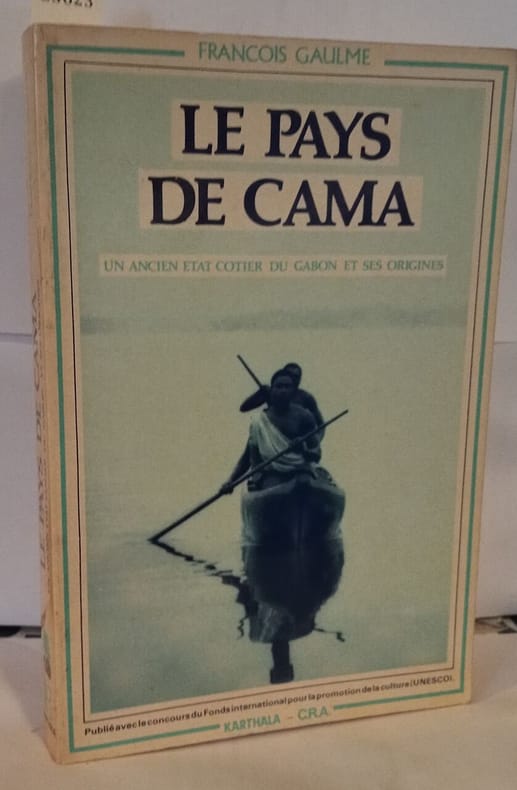 FRANCOIS GAULME
LE PAYS
DE CAMA
UN ANCIEN ETAT COTIER DU GABON ET SES ORIGINES
Publié avec le concours du Fonds international pour la promotion de la culture (UNESCO).
KARTHALA – C.R.A.
LE PAYS DE CAMA